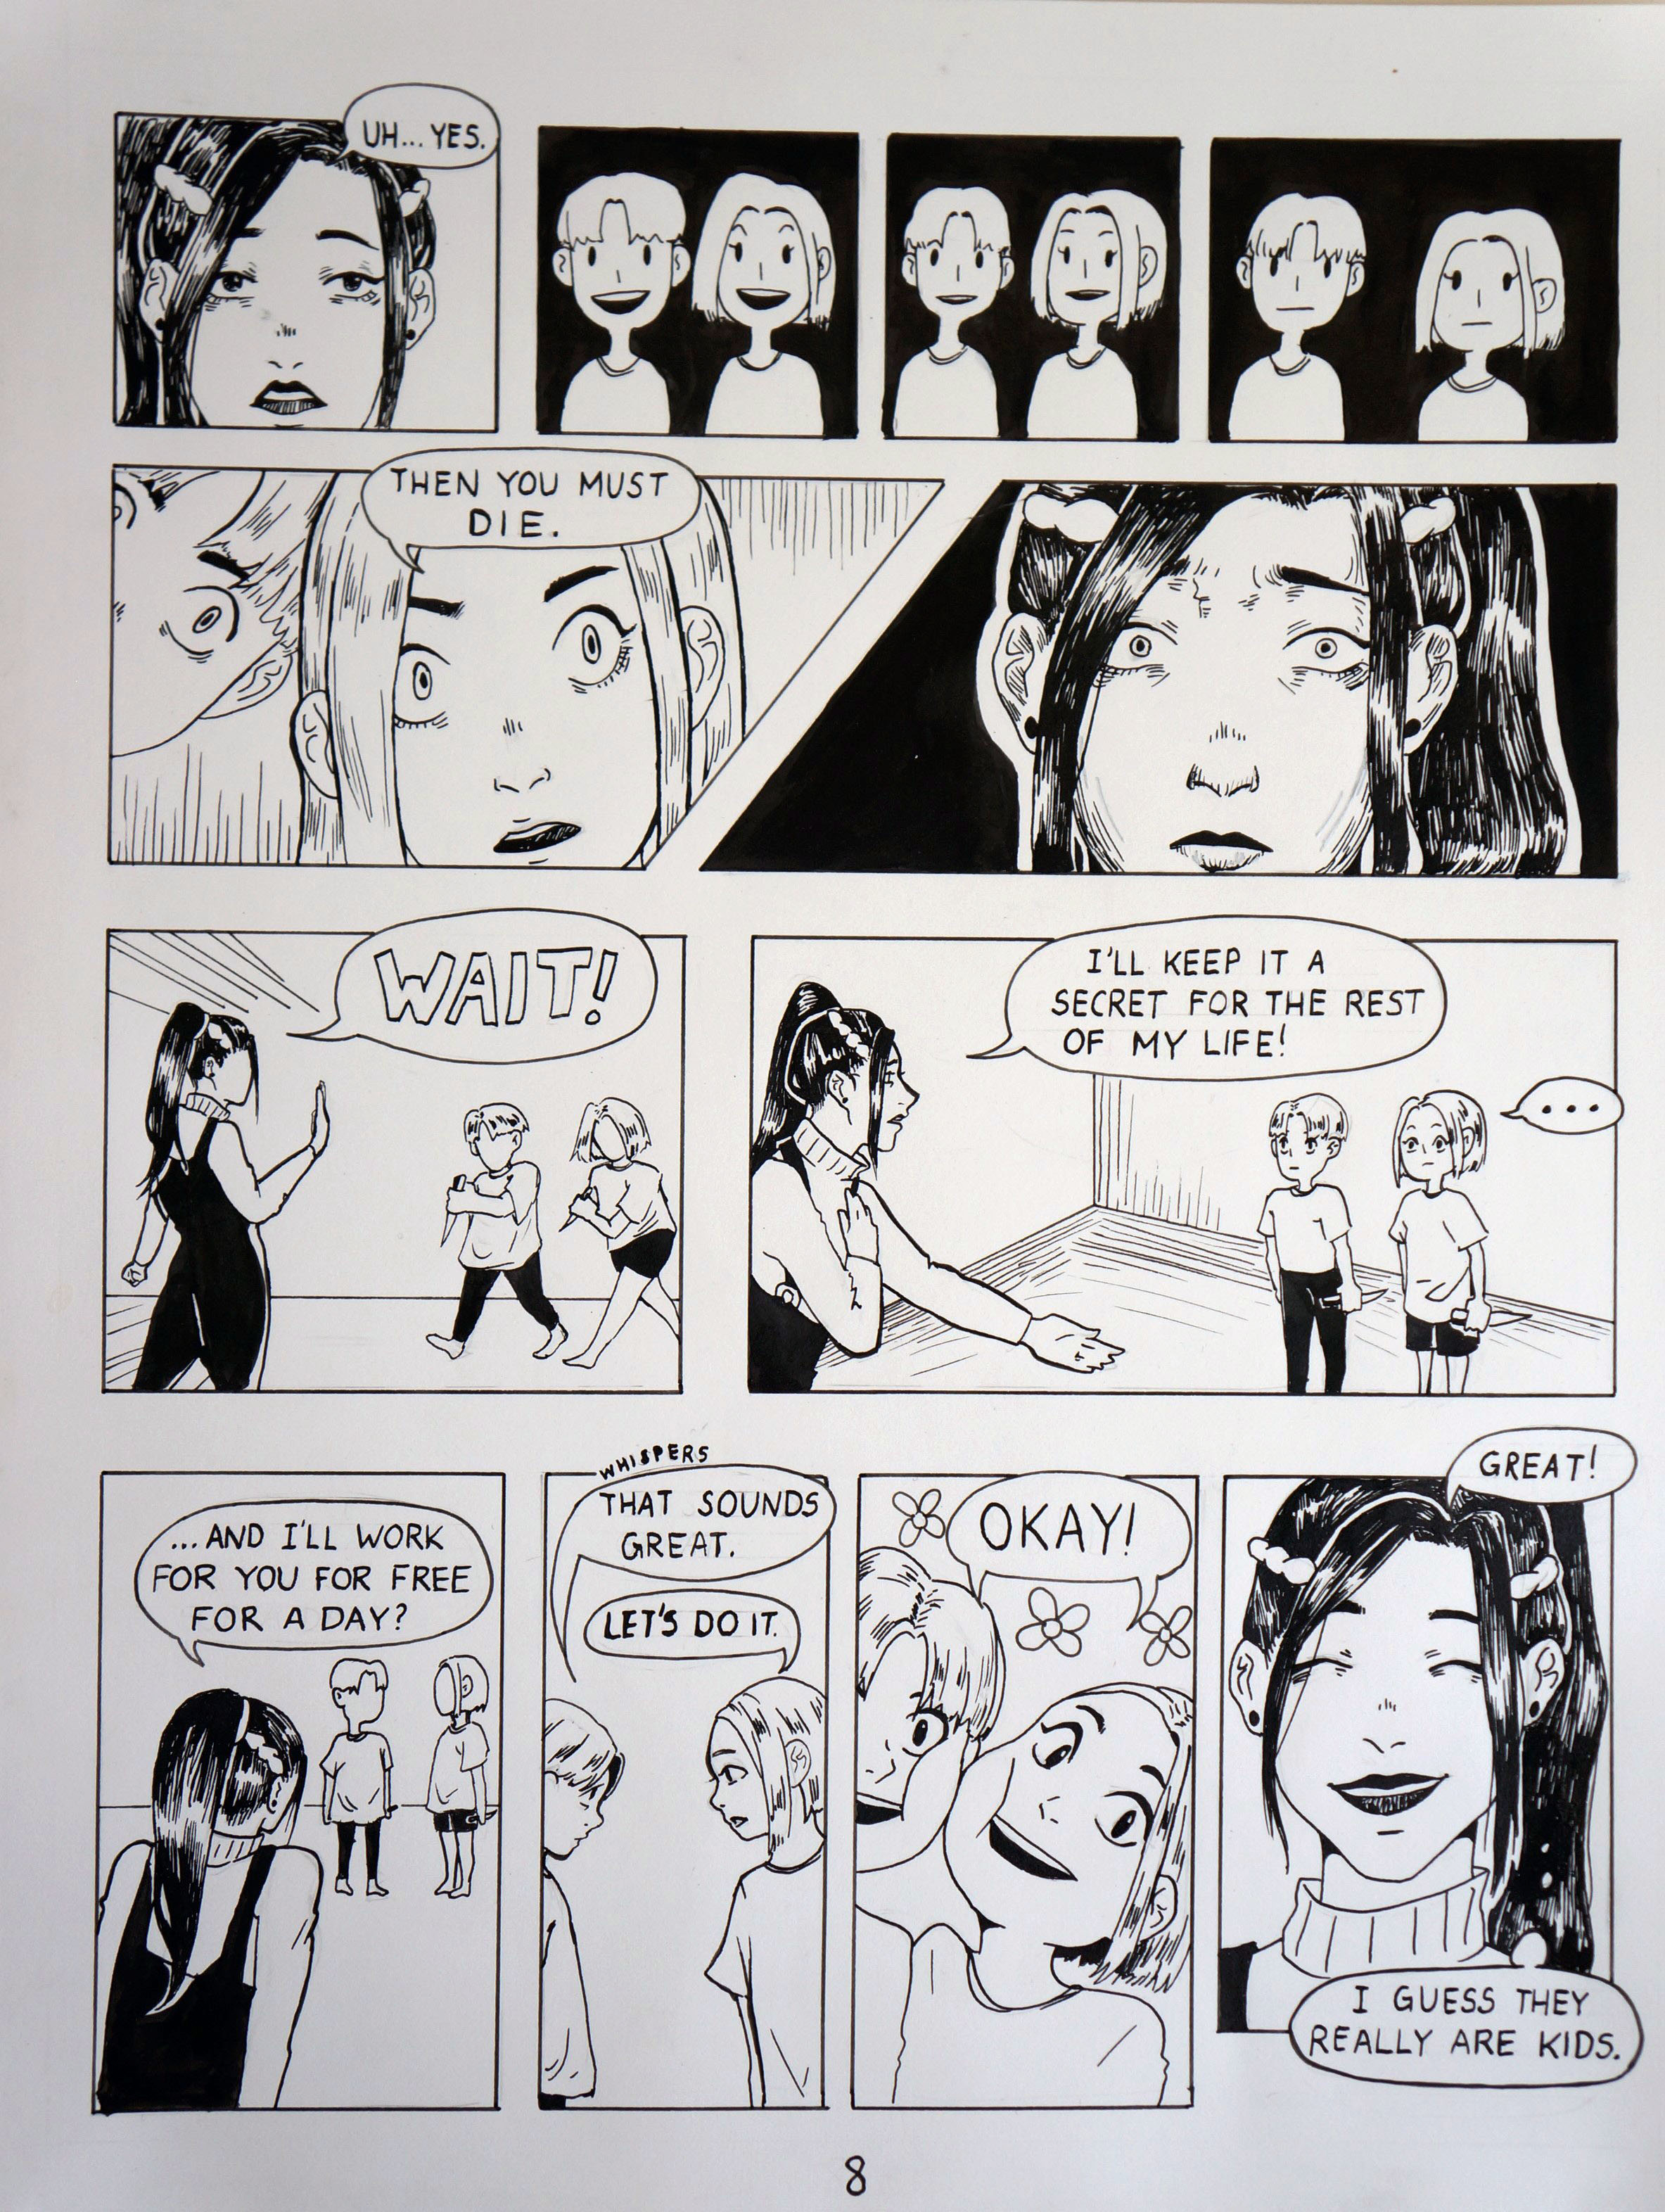 UH... YES.
THEN YOU MUST
DIE.
WAIT!
I'LL KEEP IT A
SECRET FOR THE REST
OF MY LIFE!
...
...AND I'LL WORK
FOR YOU FOR FREE
FOR A DAY?
WHISPERS
THAT SOUNDS
GREAT.
LET'S DO IT.
OKAY!
GREAT!
I GUESS THEY
REALLY ARE KIDS.
8